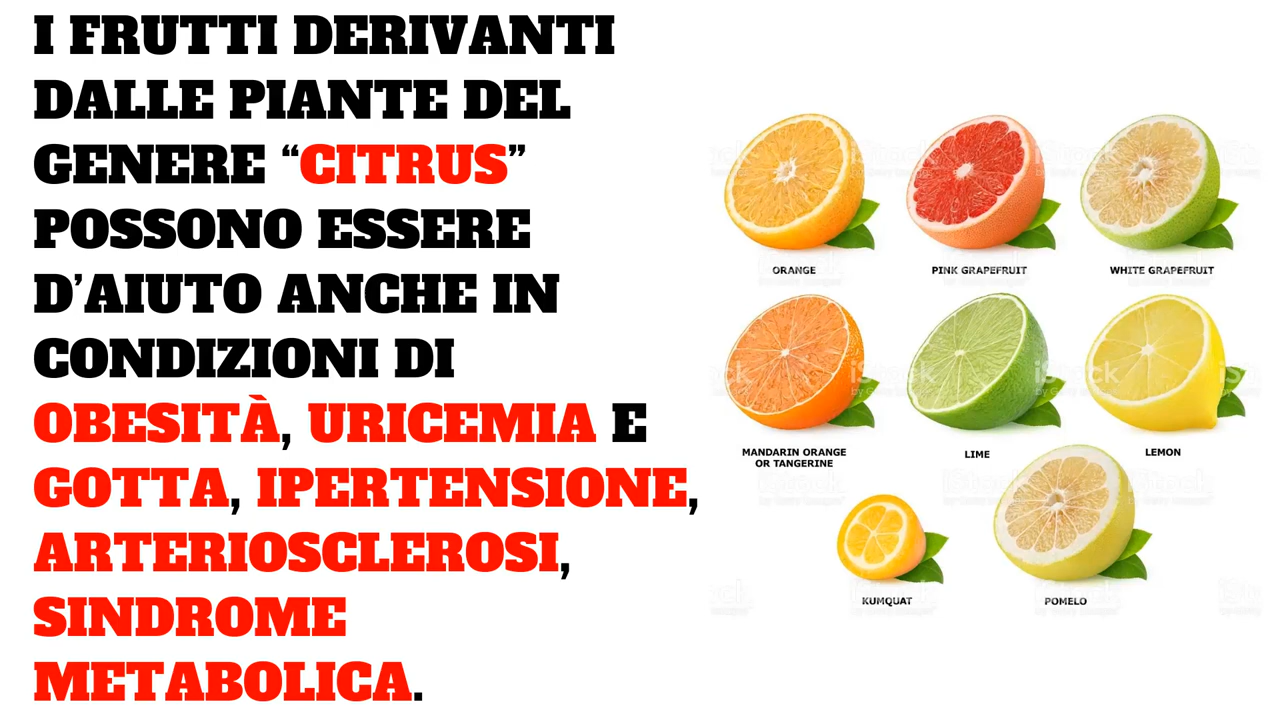 I FRUTTI DERIVANTI
DALLE PIANTE DEL
GENERE “CITRUS”
POSSONO ESSERE
D’AIUTO ANCHE IN
CONDIZIONI DI
OBESITÀ, URICEMIA E
GOTTA, IPERTENSIONE,
ARTERIOSCLEROSI,
SINDROME
METABOLICA.
ORANGE
PINK GRAPEFRUIT
WHITE GRAPEFRUIT
MANDARIN ORANGE
OR TANGERINE
LIME
LEMON
KUMQUAT
POMELO
iStock